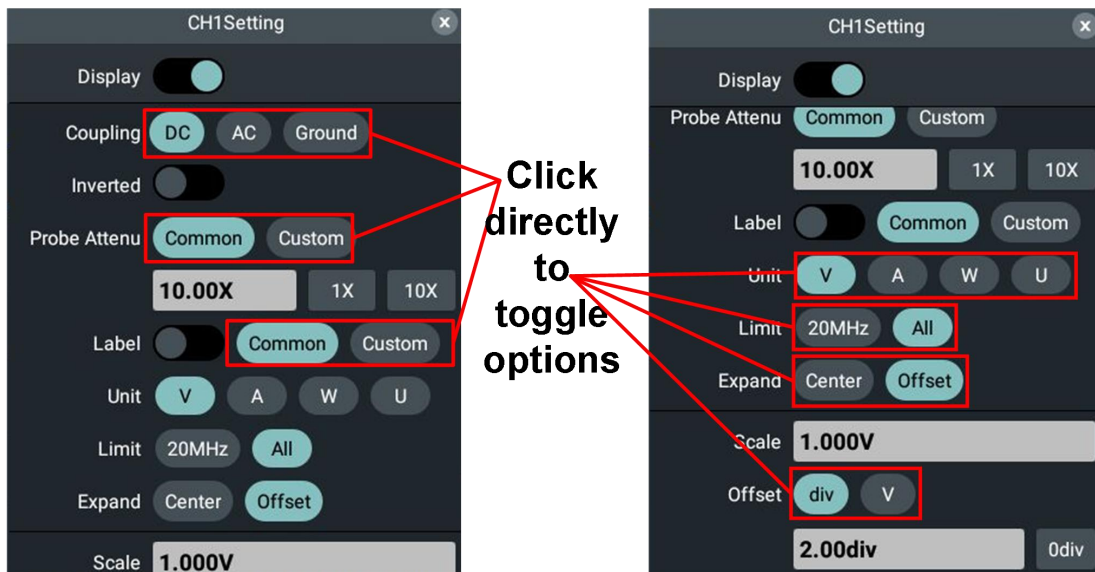 CH1Setting
x
Display
Coupling DC AC Ground
Inverted
Probe Attenu Common Custom
10.00X 1X 10X
Label Common Custom
Unit V A W U
Limit 20MHz All
Expand Center Offset
Scale 1.000V
Click
directly
to
toggle
options
CH1Setting
x
Display
Probe Attenu Common Custom
10.00X 1X 10X
Label Common Custom
Unit V A W U
Limit 20MHz All
Expand Center Offset
Scale 1.000V
Offset div V
2.00div 0div